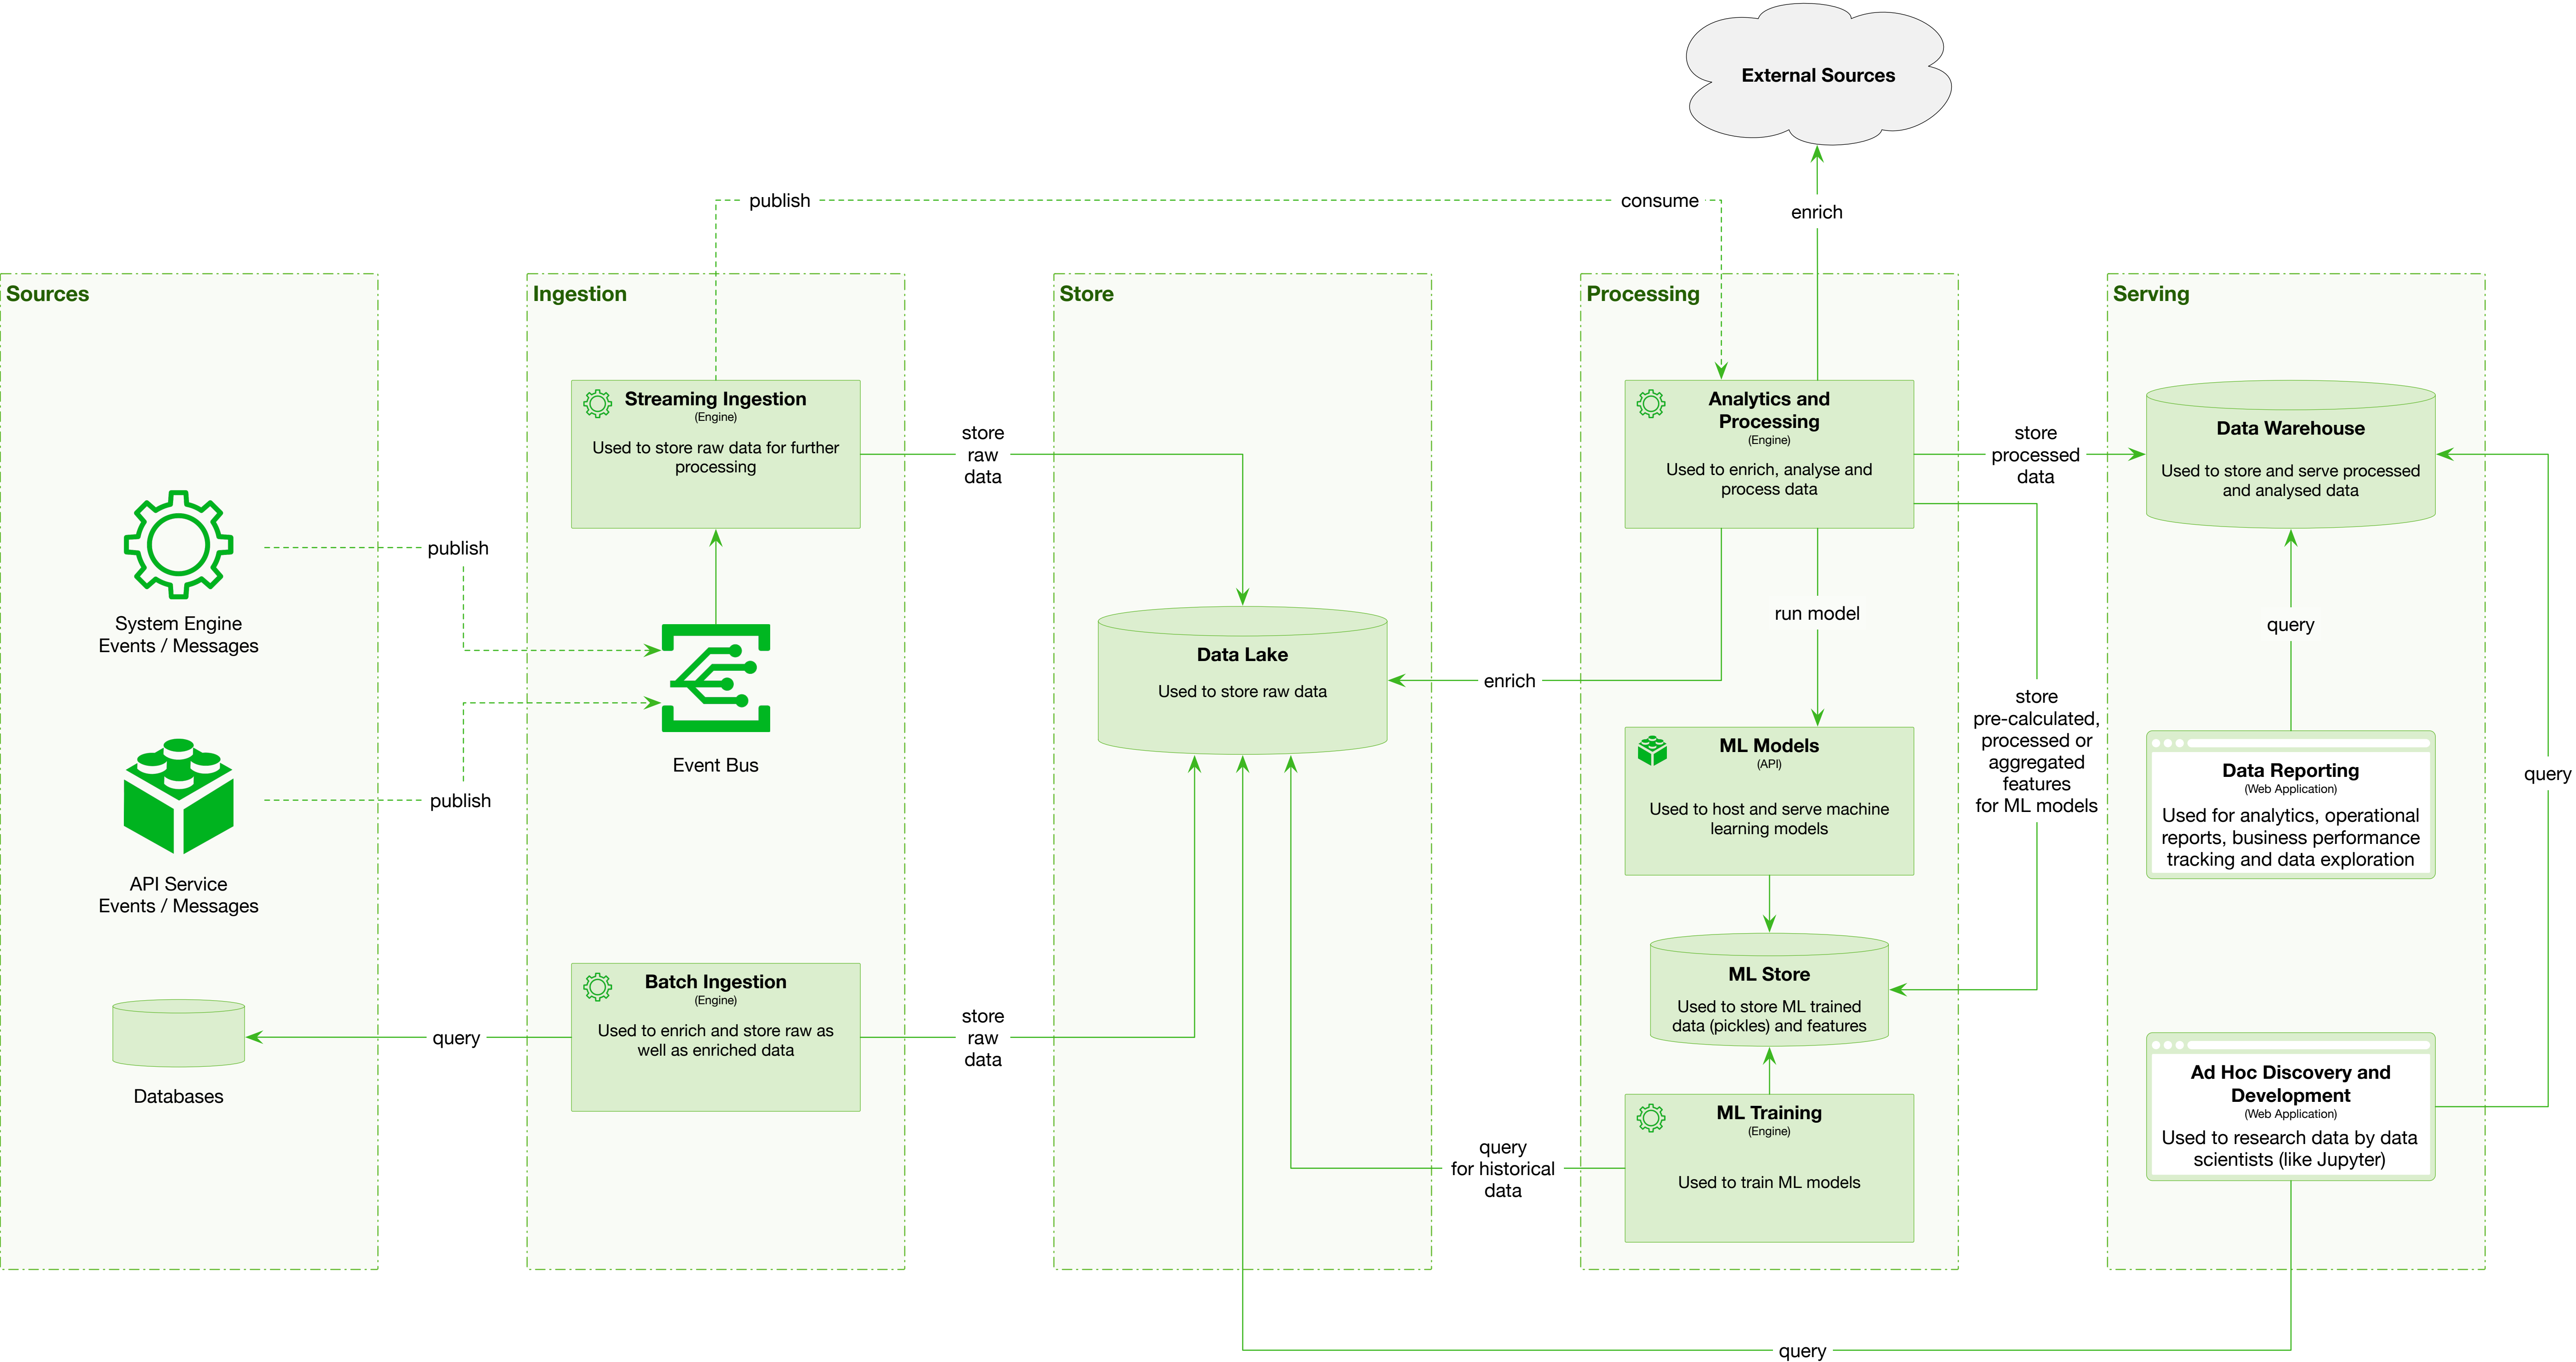 External Sources
publish
consume
enrich
Sources
Ingestion
Store
Processing
Serving
System Engine
Events / Messages
API Service
Events / Messages
Databases
publish
publish
query
Streaming Ingestion
(Engine)
Used to store raw data for further
processing
Event Bus
Batch Ingestion
(Engine)
Used to enrich and store raw as
well as enriched data
store
raw
data
store
raw
data
Data Lake
Used to store raw data
enrich
query
for historical
data
Analytics and
Processing
(Engine)
Used to enrich, analyse and
process data
run model
ML Models
(API)
Used to host and serve machine
learning models
ML Store
Used to store ML trained
data (pickles) and features
ML Training
(Engine)
Used to train ML models
store
processed
data
store
pre-calculated,
processed or
aggregated
features
for ML models
Data Warehouse
Used to store and serve processed
and analysed data
query
Data Reporting
(Web Application)
Used for analytics, operational
reports, business performance
tracking and data exploration
Ad Hoc Discovery and
Development
(Web Application)
Used to research data by data
scientists (like Jupyter)
query
query